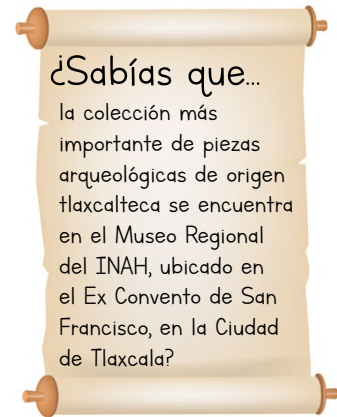 ¿Sabías que...
la colección más
importante de piezas
arqueológicas de origen
tlaxcalteca se encuentra
en el Museo Regional
del INAH, ubicado en
el Ex Convento de San
Francisco, en la Ciudad
de Tlaxcala?